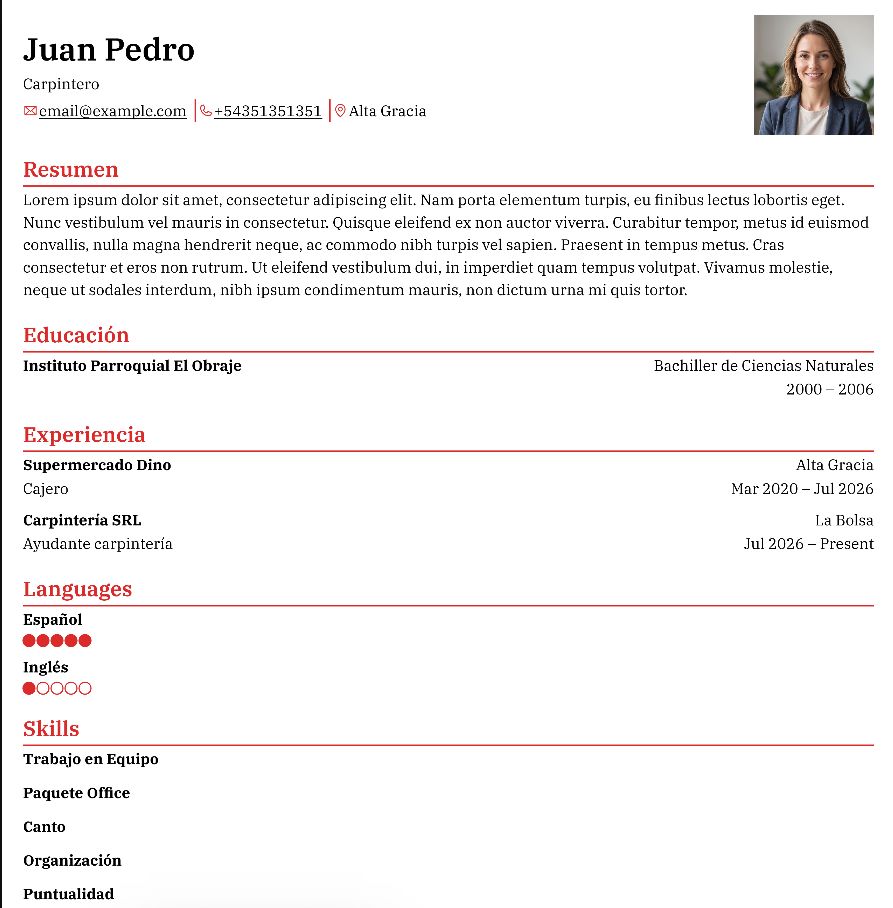 Juan Pedro
Carpintero
email@example.com +54351351351 Alta Gracia
Resumen
Lorem ipsum dolor sit amet, consectetur adipiscing elit. Nam porta elementum turpis, eu finibus lectus lobortis eget.
Nunc vestibulum vel mauris in consectetur. Quisque eleifend ex non auctor viverra. Curabitur tempor, metus id euismod
convallis, nulla magna hendrerit neque, ac commodo nibh turpis vel sapien. Praesent in tempus metus. Cras
consectetur et eros non rutrum. Ut eleifend vestibulum dui, in imperdiet quam tempus volutpat. Vivamus molestie,
neque ut sodales interdum, nibh ipsum condimentum mauris, non dictum urna mi quis tortor.
Educación
Instituto Parroquial El Obraje Bachiller de Ciencias Naturales
2000 – 2006
Experiencia
Supermercado Dino Alta Gracia
Cajero Mar 2020 – Jul 2026
Carpintería SRL La Bolsa
Ayudante carpintería Jul 2026 – Present
Languages
Español
Inglés
Skills
Trabajo en Equipo
Paquete Office
Canto
Organización
Puntualidad